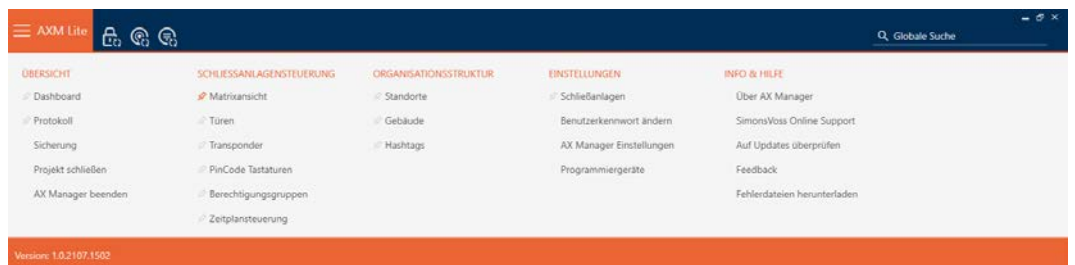 AXM Lite
Globale Suche
ÜBERSICHT
Dashboard
Protokoll
Sicherung
Projekt schließen
AX Manager beenden
SCHLIESSANLAGENSTEUERUNG
Matrixansicht
Türen
Transponder
PinCode Tastaturen
Berechtigungsgruppen
Zeitplansteuerung
ORGANISATIONSSTRUKTUR
Standorte
Gebäude
Hashtags
EINSTELLUNGEN
Schließanlagen
Benutzerkennwort ändern
AX Manager Einstellungen
Programmiergeräte
INFO & HILFE
Über AX Manager
SimonsVoss Online Support
Auf Updates überprüfen
Feedback
Fehlerdateien herunterladen
Version: 1.0.2107.1502